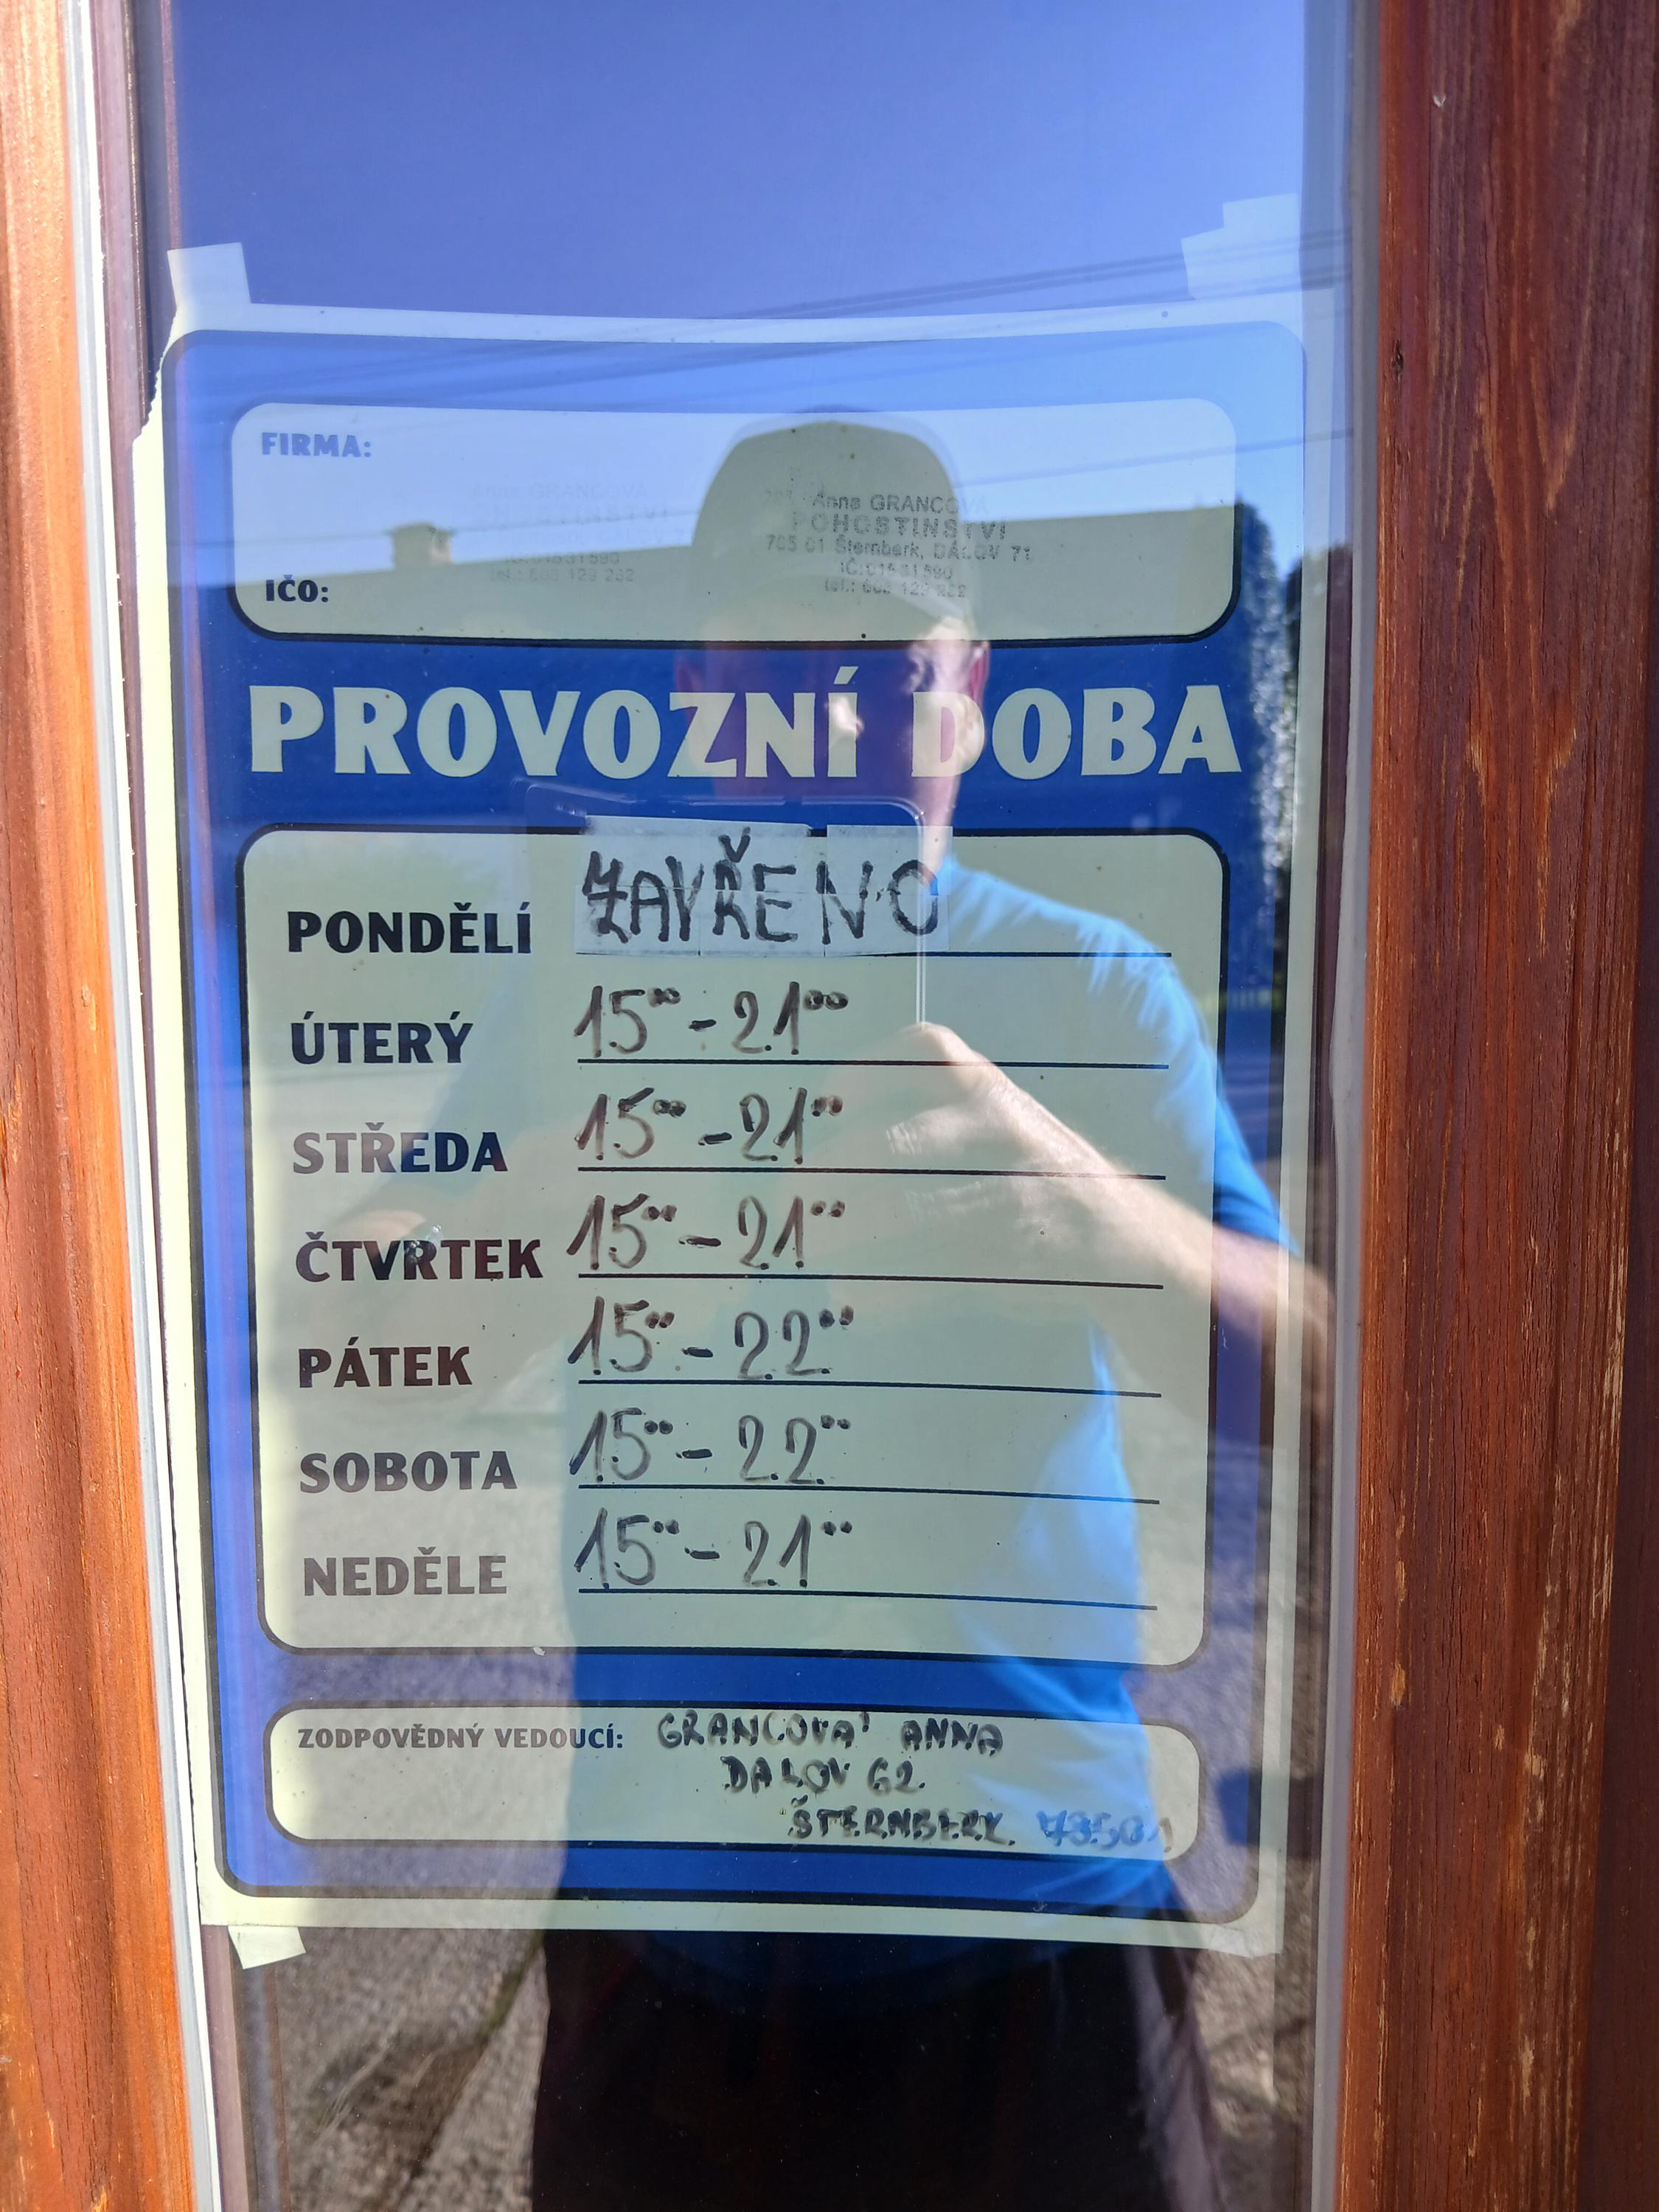 FIRMA:
Anna GRANCOVÁ
POHOSTINSTVÍ
785 01 Šternberk, DALOV 71
IČO:
PROVOZNÍ DOBA
PONDĚLÍ ZAVŘENO
ÚTERÝ 15⁰⁰-21⁰⁰
STŘEDA 15⁰⁰-21⁰⁰
ČTVRTEK 15⁰⁰-21⁰⁰
PÁTEK 15⁰⁰-22⁰⁰
SOBOTA 15⁰⁰-22⁰⁰
NEDĚLE 15⁰⁰-21⁰⁰
ZODPOVĚDNÝ VEDOUCÍ: GRANCOVÁ ANNA
DALOV 62
ŠTERNBERK 78501